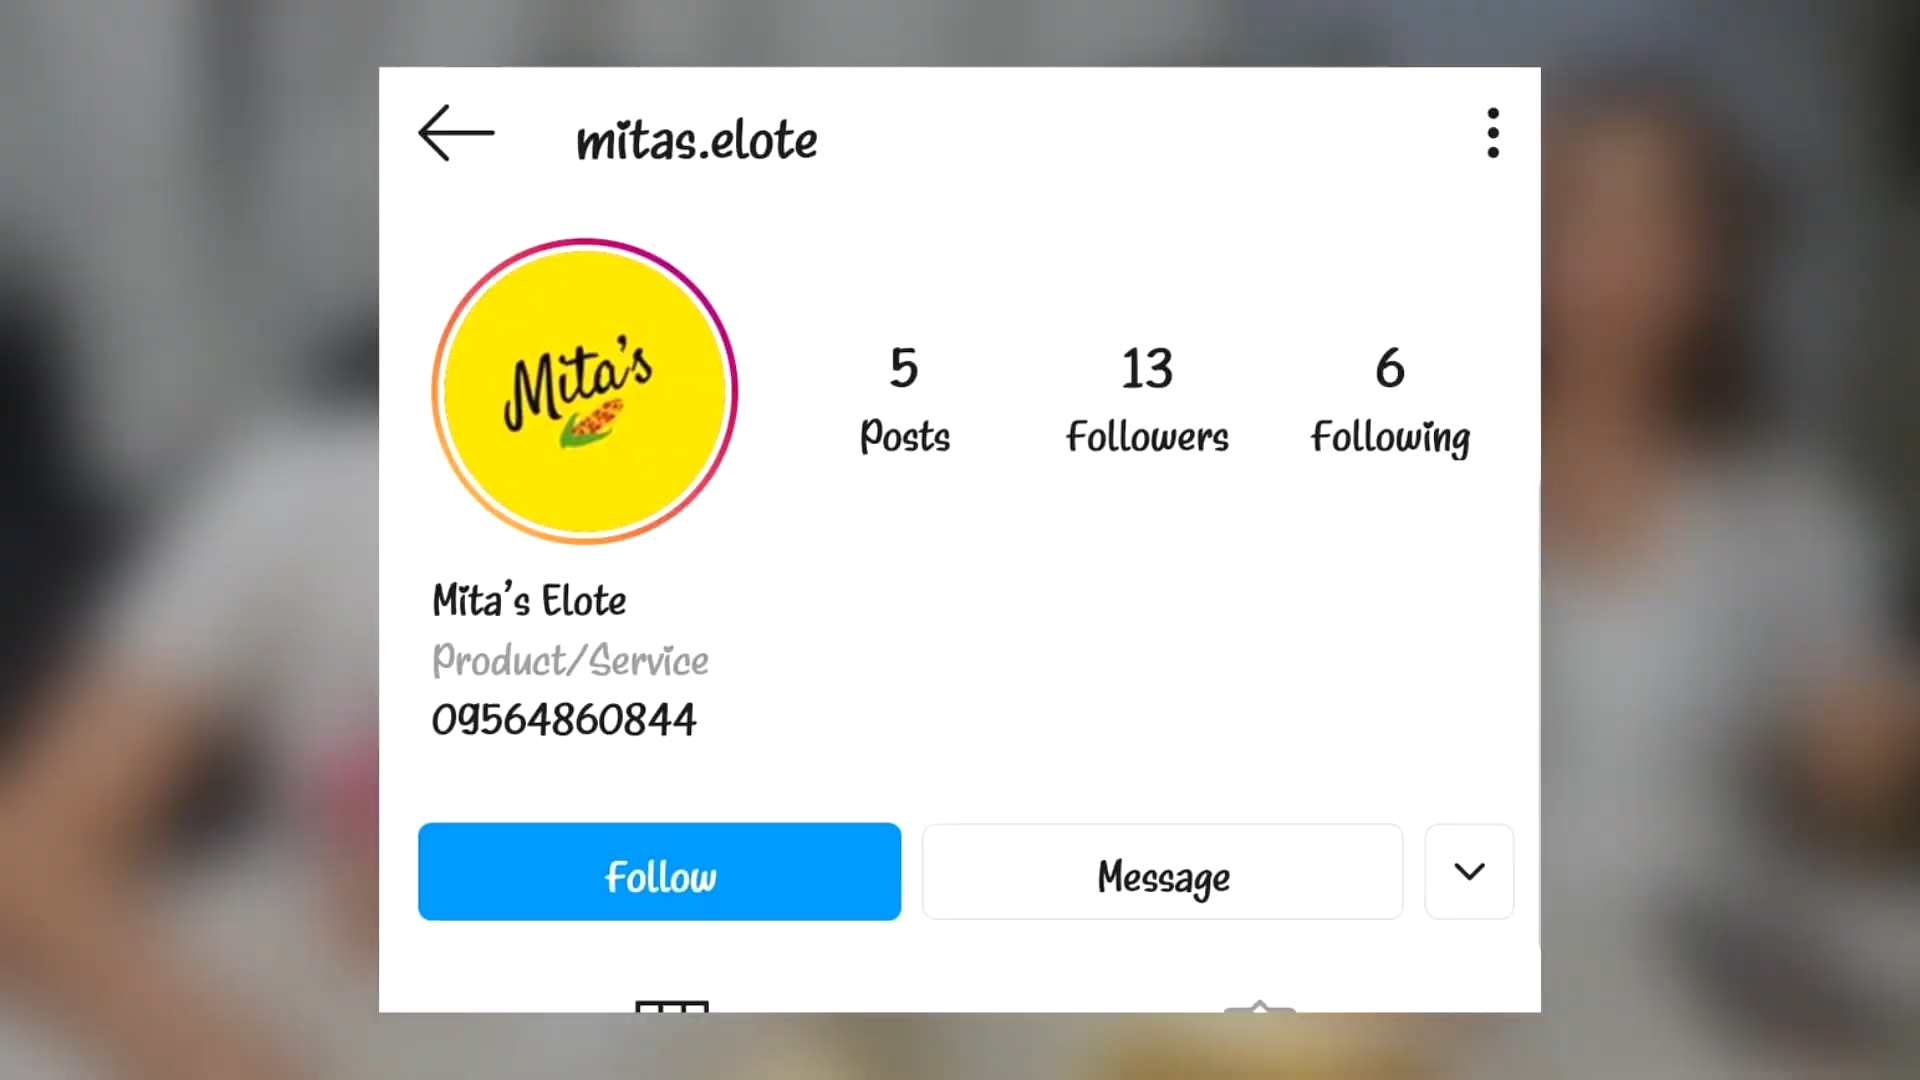 mitas.elote
Mita's
5
Posts
13
Followers
6
Following
Mita's Elote
Product/Service
09564860844
Follow
Message